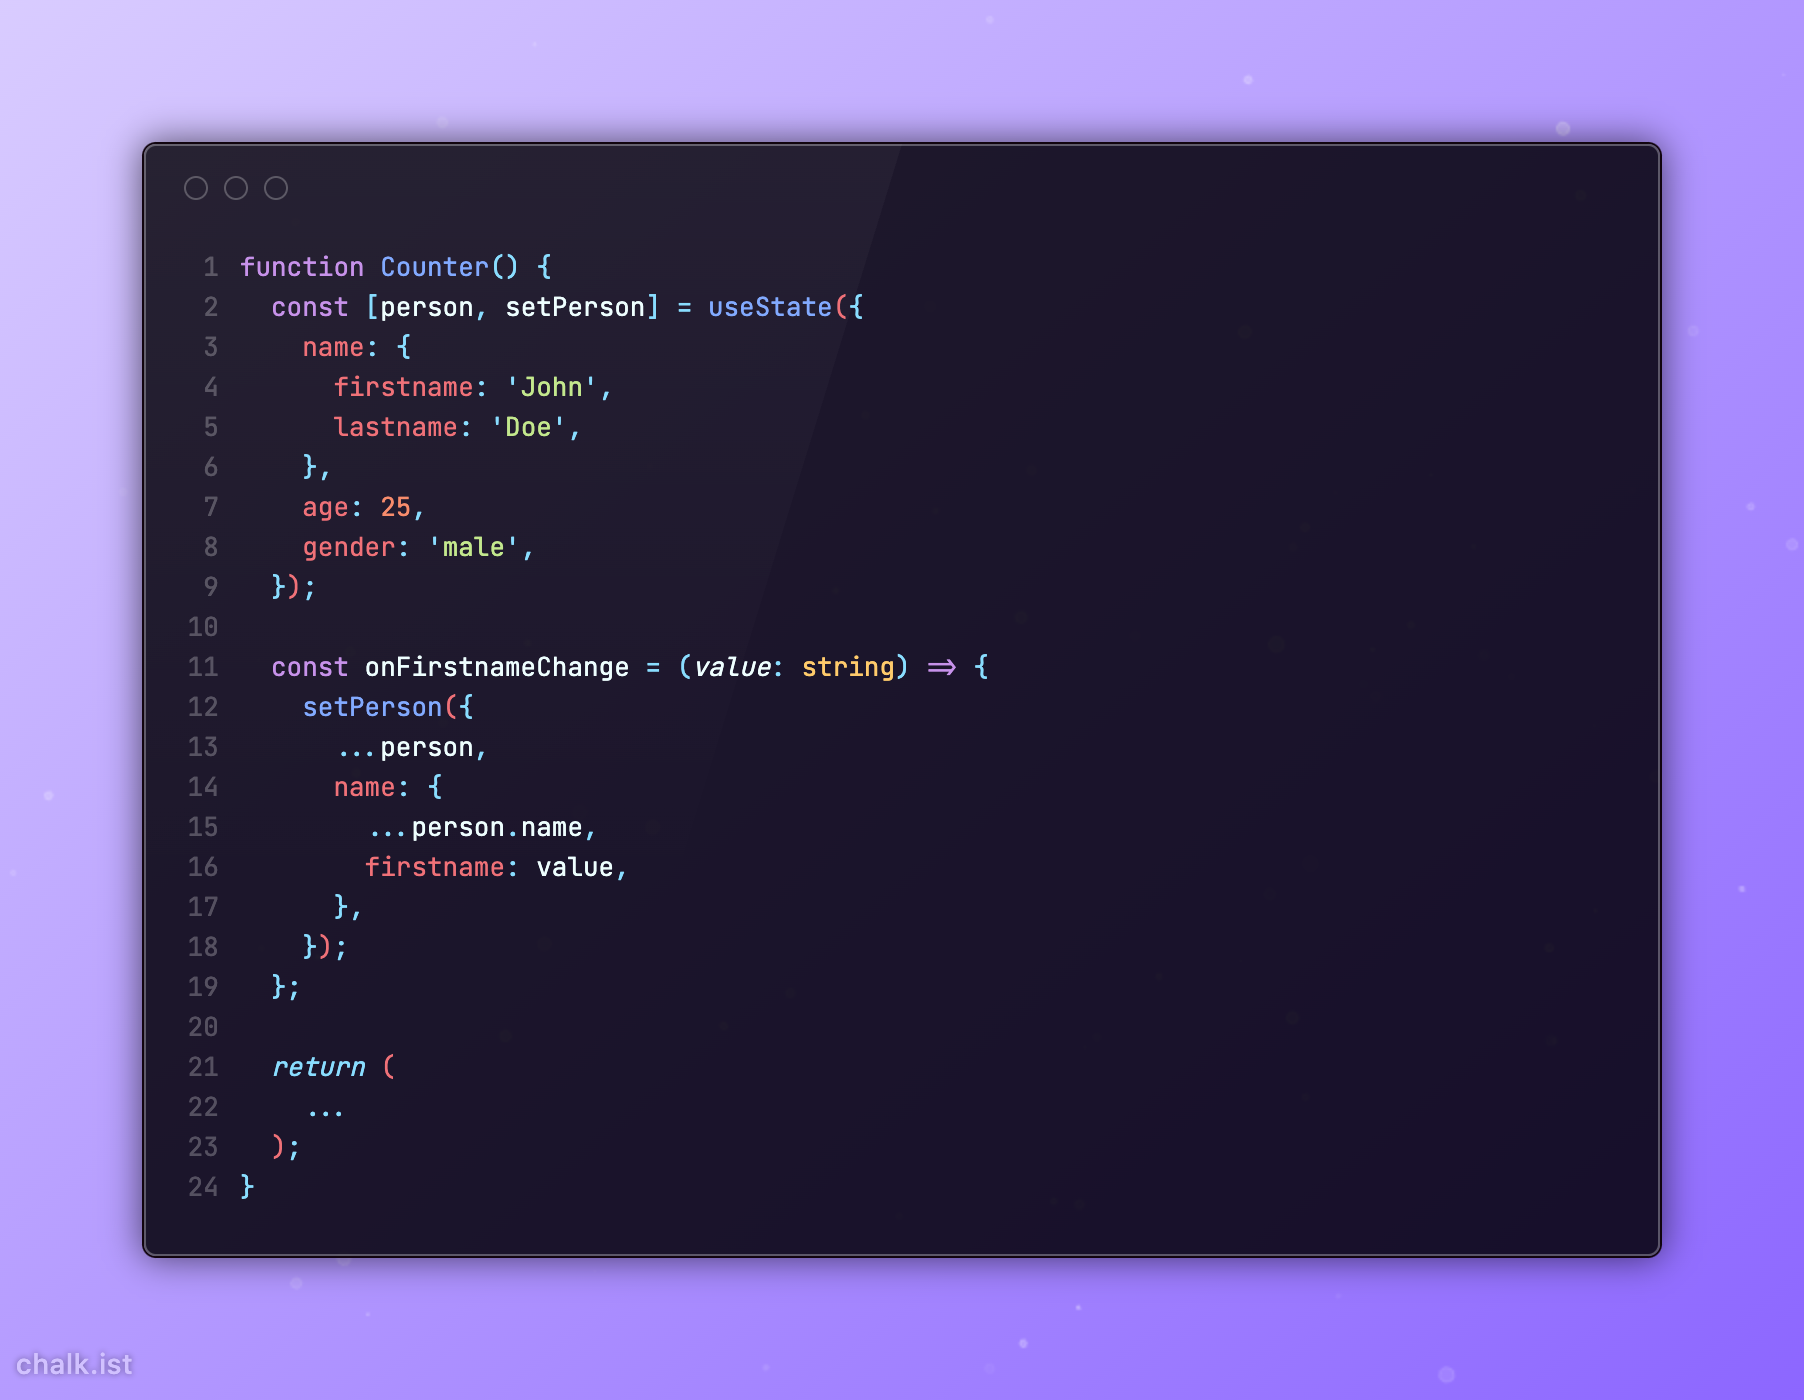 1 function Counter() {
2   const [person, setPerson] = useState({
3     name: {
4       firstname: 'John',
5       lastname: 'Doe',
6     },
7     age: 25,
8     gender: 'male',
9   });
10
11   const onFirstnameChange = (value: string) => {
12     setPerson({
13       ...person,
14       name: {
15         ...person.name,
16         firstname: value,
17       },
18     });
19   };
20
21   return (
22     ...
23   );
24 }
chalk.ist